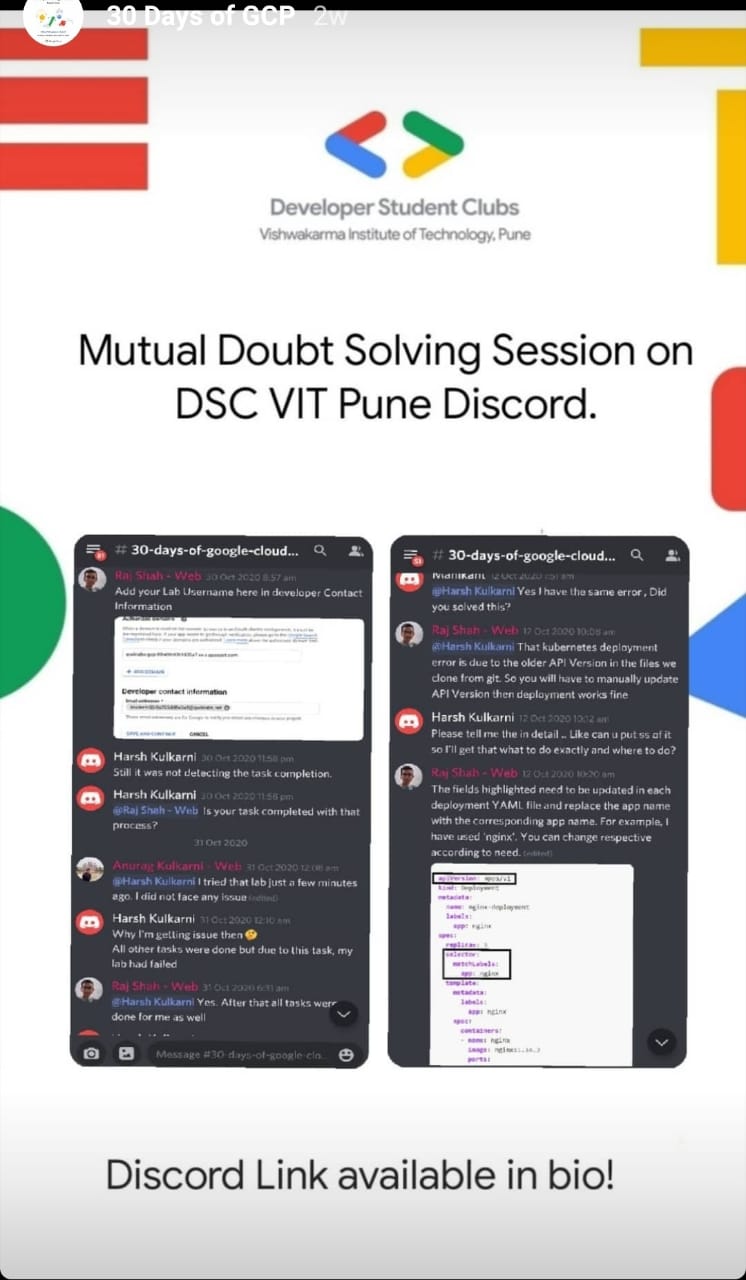 30 Days of GCP 2w
Developer Student Clubs
Vishwakarma Institute of Technology, Pune
Mutual Doubt Solving Session on
DSC VIT Pune Discord.
# 30-days-of-google-cloud...
Raj Shah - Web 30 Oct 2020 8:57 am
Add your Lab Username here in developer Contact
Information
Authorized domains
+ ADD DOMAIN
Developer contact information
Email addresses *
SAVE AND CONTINUE CANCEL
Harsh Kulkarni 30 Oct 2020 11:58 pm
Still it was not detecting the task completion.
Harsh Kulkarni 30 Oct 2020 11:58 pm
@Raj Shah - Web Is your task completed with that
process?
31 Oct 2020
Anurag Kulkarni - Web 31 Oct 2020 12:08 am
@Harsh Kulkarni I tried that lab just a few minutes
ago. I did not face any issue (edited)
Harsh Kulkarni 31 Oct 2020 12:10 am
Why I'm getting issue then 🤔
All other tasks were done but due to this task, my
lab had failed
Raj Shah - Web 31 Oct 2020 6:31 am
@Harsh Kulkarni Yes. After that all tasks were
done for me as well
Message #30-days-of-google-clo...
# 30-days-of-google-cloud...
Manikant 12 Oct 2020 1:51 am
@Harsh Kulkarni Yes I have the same error , Did
you solved this?
Raj Shah - Web 12 Oct 2020 10:08 am
@Harsh Kulkarni That kubernetes deployment
error is due to the older API Version in the files we
clone from git. So you will have to manually update
API Version then deployment works fine
Harsh Kulkarni 12 Oct 2020 10:12 am
Please tell me the in detail .. Like can u put ss of it
so I'll get that what to do exactly and where to do?
Raj Shah - Web 12 Oct 2020 10:20 am
The fields highlighted need to be updated in each
deployment YAML file and replace the app name
with the corresponding app name. For example, I
have used 'nginx'. You can change respective
according to need. (edited)
apiVersion: apps/v1
kind: Deployment
metadata:
name: nginx-deployment
labels:
app: nginx
spec:
replicas: 3
selector:
matchLabels:
app: nginx
template:
metadata:
labels:
app: nginx
spec:
containers:
- name: nginx
image: nginx:1.14.2
ports:
Discord Link available in bio!